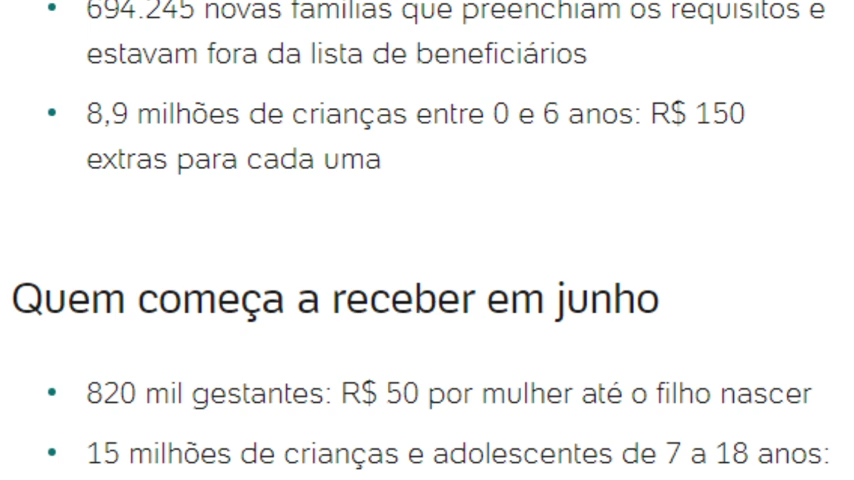 • 694.245 novas famílias que preenchiam os requisitos e
estavam fora da lista de beneficiários
• 8,9 milhões de crianças entre 0 e 6 anos: R$ 150
extras para cada uma
Quem começa a receber em junho
• 820 mil gestantes: R$ 50 por mulher até o filho nascer
• 15 milhões de crianças e adolescentes de 7 a 18 anos: